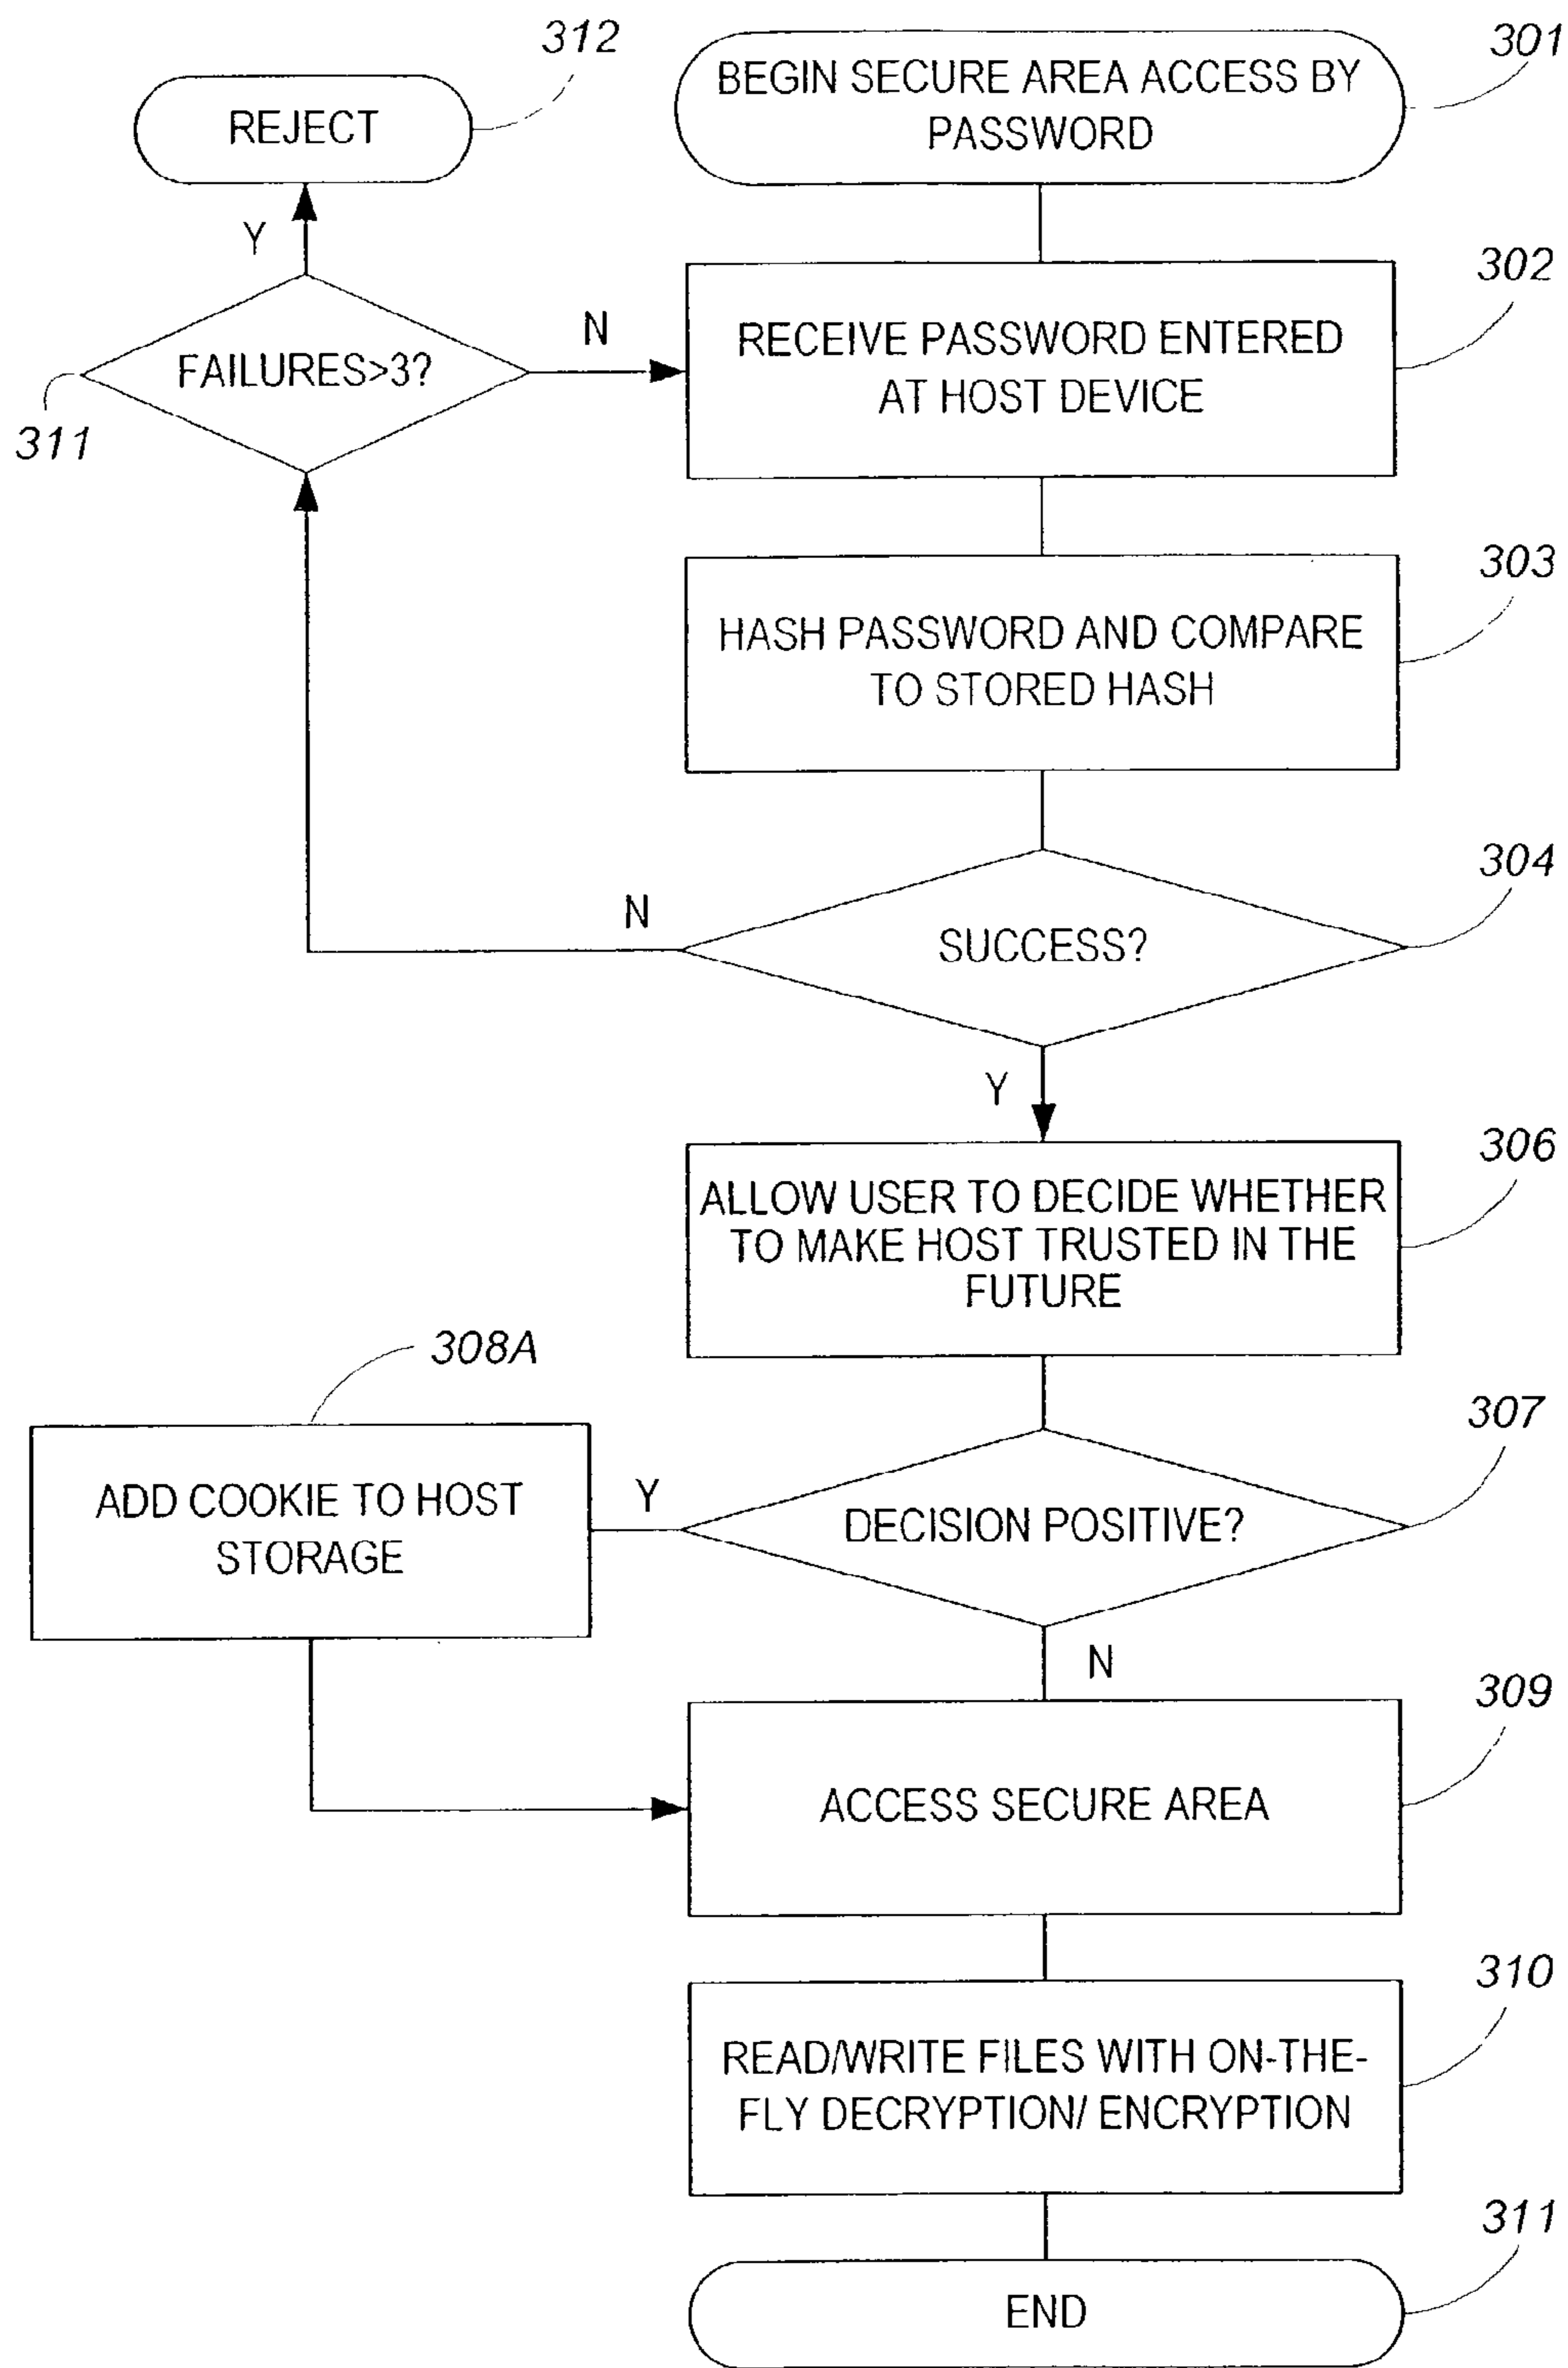 312
REJECT
301
BEGIN SECURE AREA ACCESS BY
PASSWORD
Y
FAILURES>3?
311
N
302
RECEIVE PASSWORD ENTERED
AT HOST DEVICE
303
HASH PASSWORD AND COMPARE
TO STORED HASH
304
N
SUCCESS?
Y
306
ALLOW USER TO DECIDE WHETHER
TO MAKE HOST TRUSTED IN THE
FUTURE
308A
ADD COOKIE TO HOST
STORAGE
Y
307
DECISION POSITIVE?
N
309
ACCESS SECURE AREA
310
READ/WRITE FILES WITH ON-THE-
FLY DECRYPTION/ ENCRYPTION
311
END